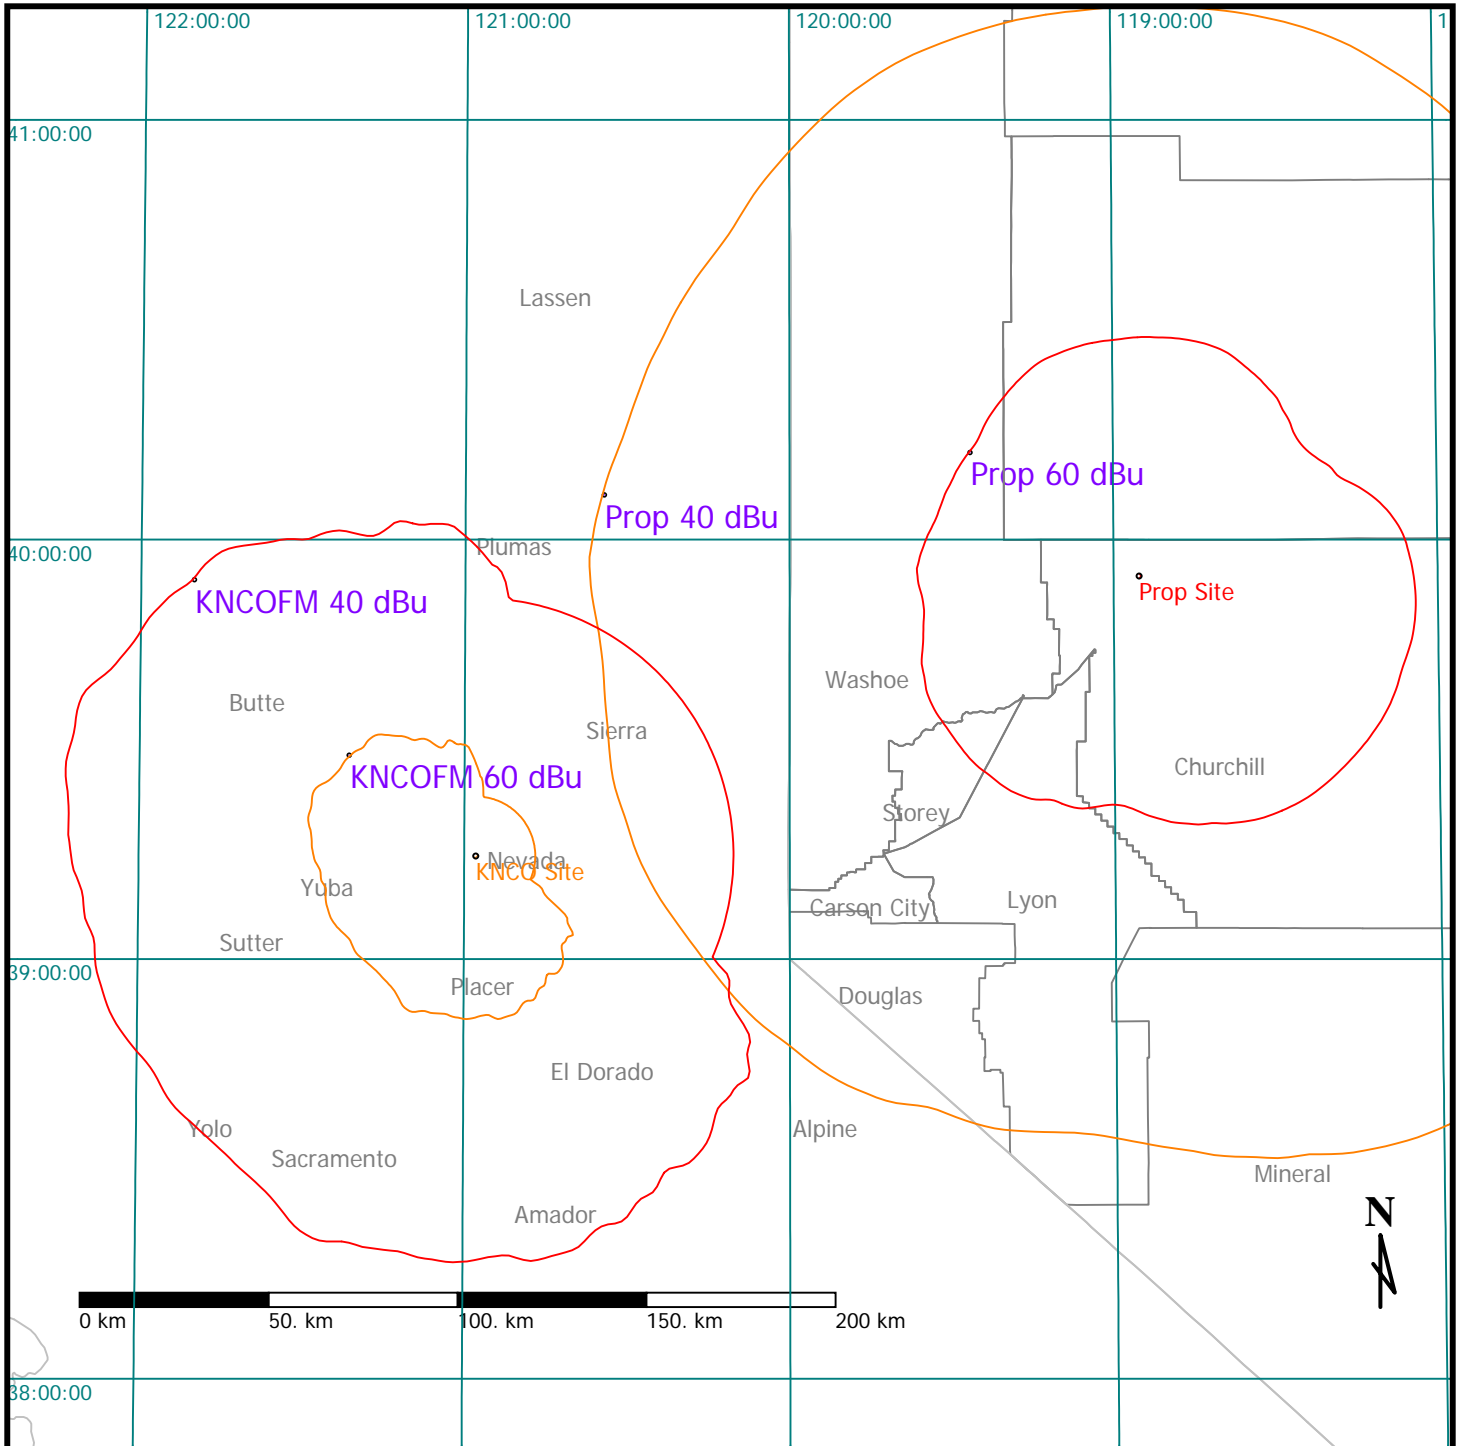 122:00:00
121:00:00
120:00:00
119:00:00
1
41:00:00
Lassen
Prop 60 dBu
Prop 40 dBu
40:00:00
Plumas
Prop Site
KNCOFM 40 dBu
Washoe
Butte
Sierra
KNCOFM 60 dBu
Churchill
Storey
Nevada
KNCO Site
Yuba
Lyon
Carson City
Sutter
39:00:00
Placer
Douglas
El Dorado
Yolo
Alpine
Sacramento
Mineral
Amador
N
0 km
50. km
100. km
150. km
200 km
38:00:00